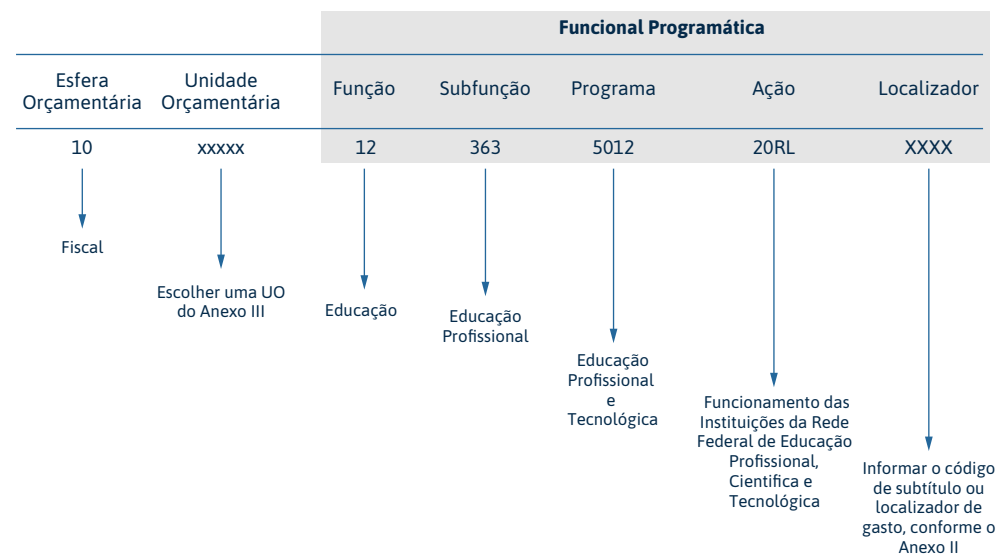 Funcional Programática
Esfera Orçamentária
Unidade Orçamentária
Função
Subfunção
Programa
Ação
Localizador
10
xxxxx
12
363
5012
20RL
XXXX
Fiscal
Escolher uma UO
do Anexo III
Educação
Educação
Profissional
Educação
Profissional
e
Tecnológica
Funcionamento das
Instituições da Rede
Federal de Educação
Profissional,
Cientifica e
Tecnológica
Informar o código
de subtítulo ou
localizador de
gasto, conforme o
Anexo II